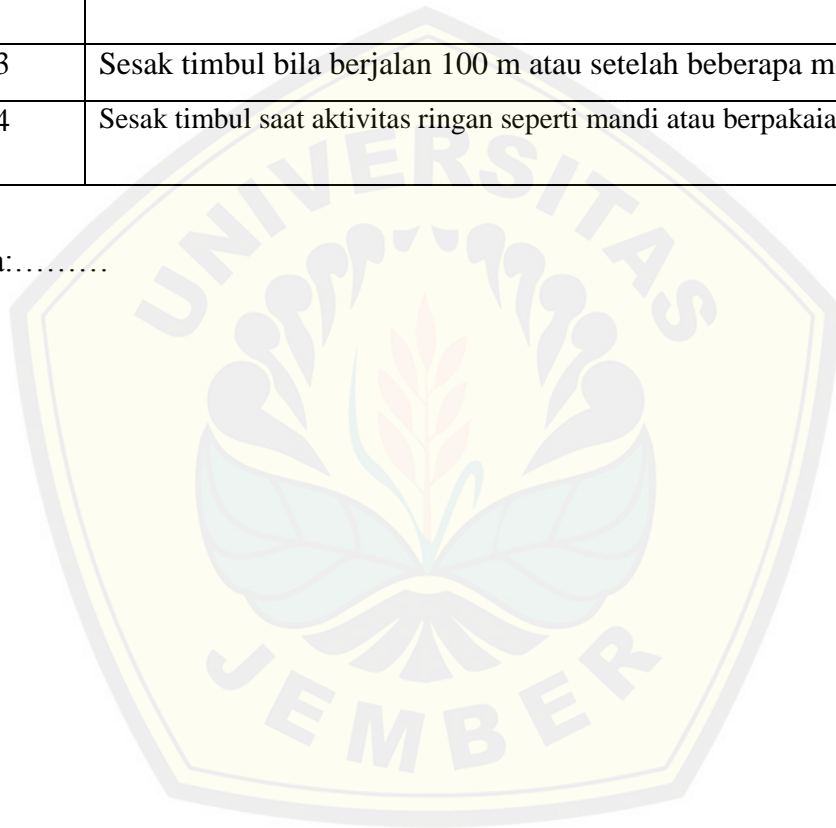 3 Sesak timbul bila berjalan 100 m atau setelah beberapa m
4 Sesak timbul saat aktivitas ringan seperti mandi atau berpakaia
a:.........
UNIVERSITAS
JEMBER